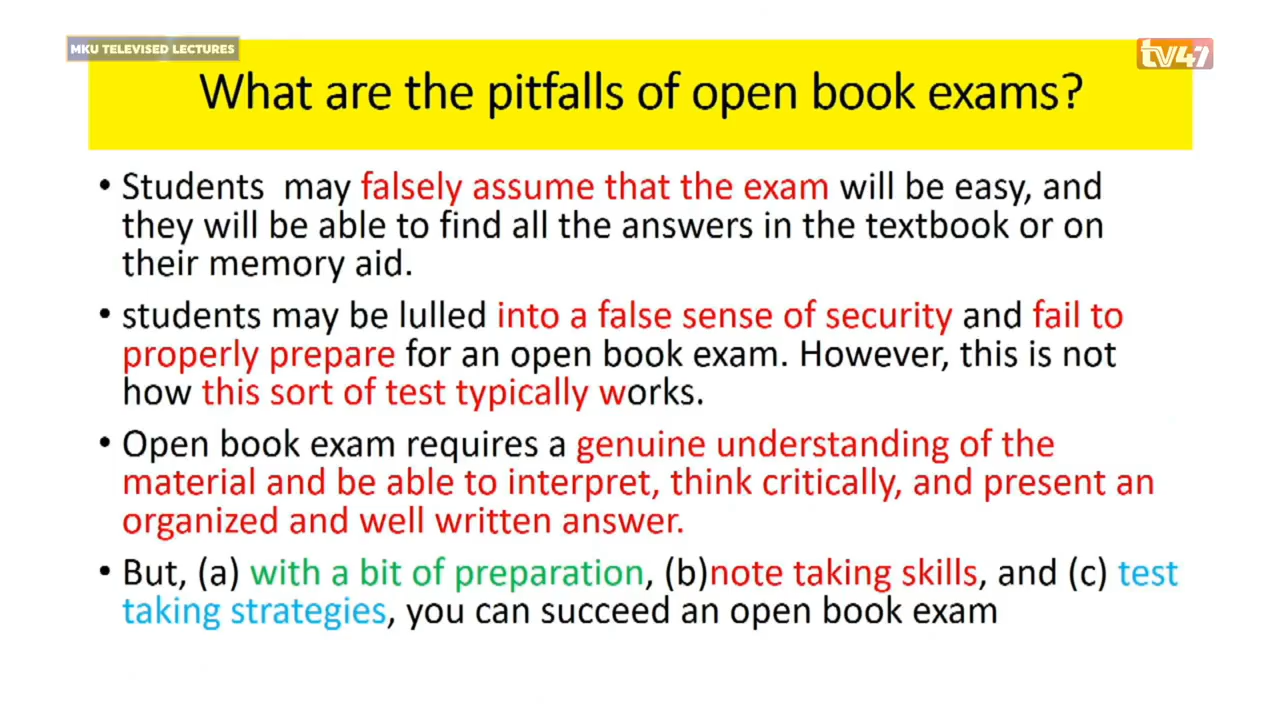 MKU TELEVISED LECTURES
tv47
What are the pitfalls of open book exams?
• Students may falsely assume that the exam will be easy, and
they will be able to find all the answers in the textbook or on
their memory aid.
• students may be lulled into a false sense of security and fail to
properly prepare for an open book exam. However, this is not
how this sort of test typically works.
• Open book exam requires a genuine understanding of the
material and be able to interpret, think critically, and present an
organized and well written answer.
• But, (a) with a bit of preparation, (b)note taking skills, and (c) test
taking strategies, you can succeed an open book exam